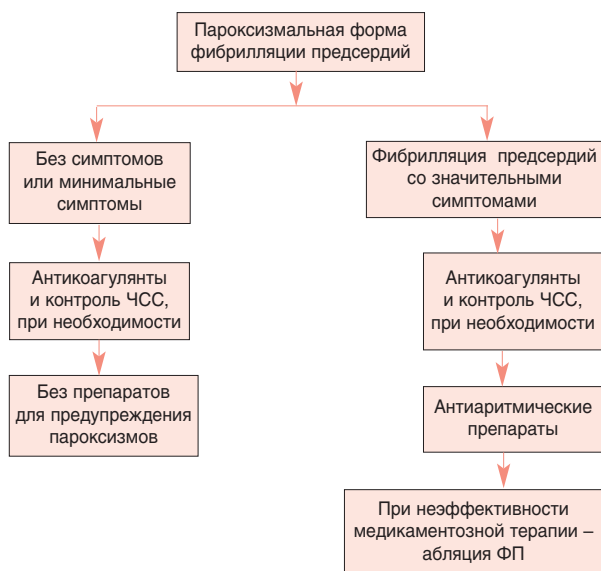 Пароксизмальная форма
фибрилляции предсердий
Без симптомов
или минимальные
симптомы
Антикоагулянты
и контроль ЧСС,
при необходимости
Без препаратов
для предупреждения
пароксизмов
Фибрилляция предсердий
со значительными
симптомами
Антикоагулянты
и контроль ЧСС,
при необходимости
Антиаритмические
препараты
При неэффективности
медикаментозной терапии –
абляция ФП